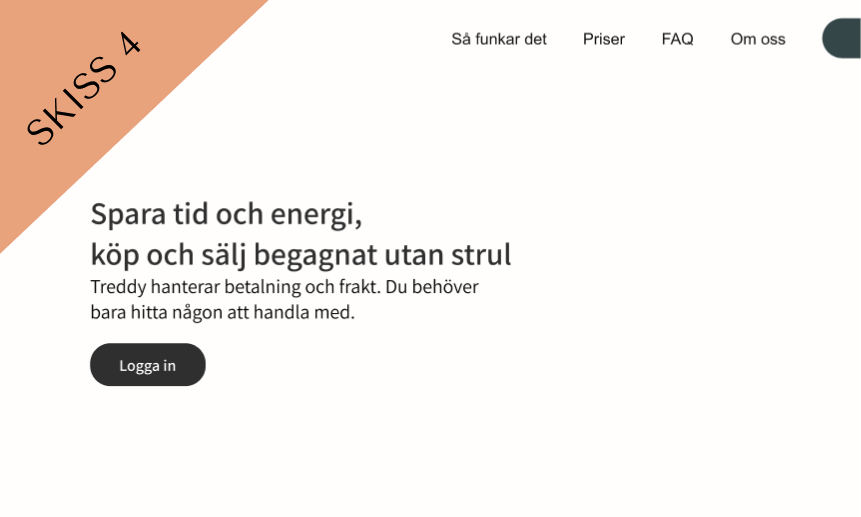 SKISS 4
Så funkar det Priser FAQ Om oss
Spara tid och energi,
köp och sälj begagnat utan strul
Treddy hanterar betalning och frakt. Du behöver
bara hitta någon att handla med.
Logga in